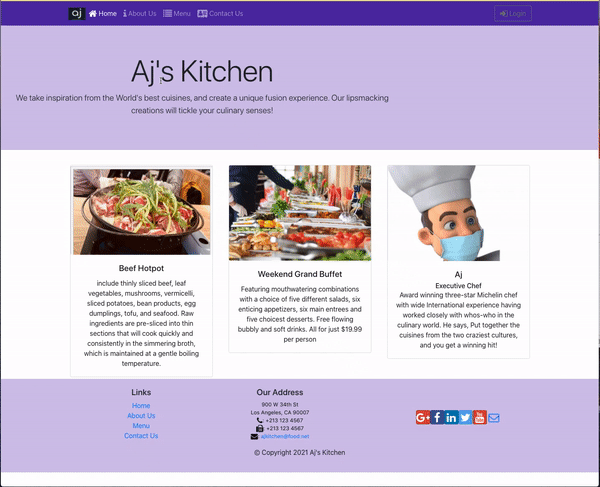 aj Home About Us Menu Contact Us Login
Aj's Kitchen
We take inspiration from the World's best cuisines, and create a unique fusion experience. Our lipsmacking
creations will tickle your culinary senses!
Beef Hotpot
include thinly sliced beef, leaf
vegetables, mushrooms, vermicelli,
sliced potatoes, bean products, egg
dumplings, tofu, and seafood. Raw
ingredients are pre-sliced into thin
sections that will cook quickly and
consistently in the simmering broth,
which is maintained at a gentle boiling
temperature.
Weekend Grand Buffet
Featuring mouthwatering combinations
with a choice of five different salads, six
enticing appetizers, six main entrees and
five choicest desserts. Free flowing
bubbly and soft drinks. All for just $19.99
per person
Aj
Executive Chef
Award winning three-star Michelin chef
with wide International experience having
worked closely with whos-who in the
culinary world. He says, Put together the
cuisines from the two craziest cultures,
and you get a winning hit!
Links
Home
About Us
Menu
Contact Us
Our Address
900 W 34th St
Los Angeles, CA 90007
+213 123 4567
+213 123 4567
ajkitchen@food.net
© Copyright 2021 Aj's Kitchen